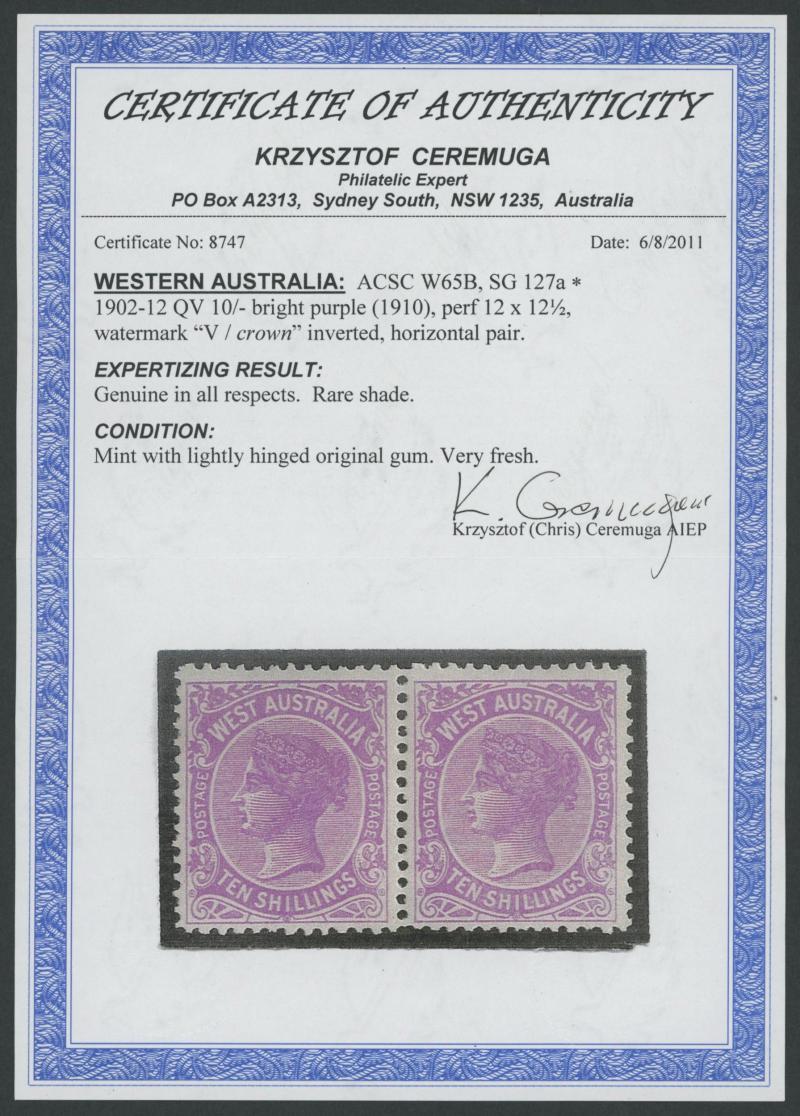 CERTIFICATE OF AUTHENTICITY
KRZYSZTOF CEREMUGA
Philatelic Expert
PO Box A2313, Sydney South, NSW 1235, Australia
Certificate No: 8747
Date: 6/8/2011
WESTERN AUSTRALIA: ACSC W65B, SG 127a *
1902-12 QV 10/- bright purple (1910), perf 12 x 12½,
watermark “V / crown” inverted, horizontal pair.
EXPERTIZING RESULT:
Genuine in all respects. Rare shade.
CONDITION:
Mint with lightly hinged original gum. Very fresh.
K. Ceremuga
Krzysztof (Chris) Ceremuga AIEP
WEST AUSTRALIA
POSTAGE
POSTAGE
TEN SHILLINGS
WEST AUSTRALIA
POSTAGE
POSTAGE
TEN SHILLINGS